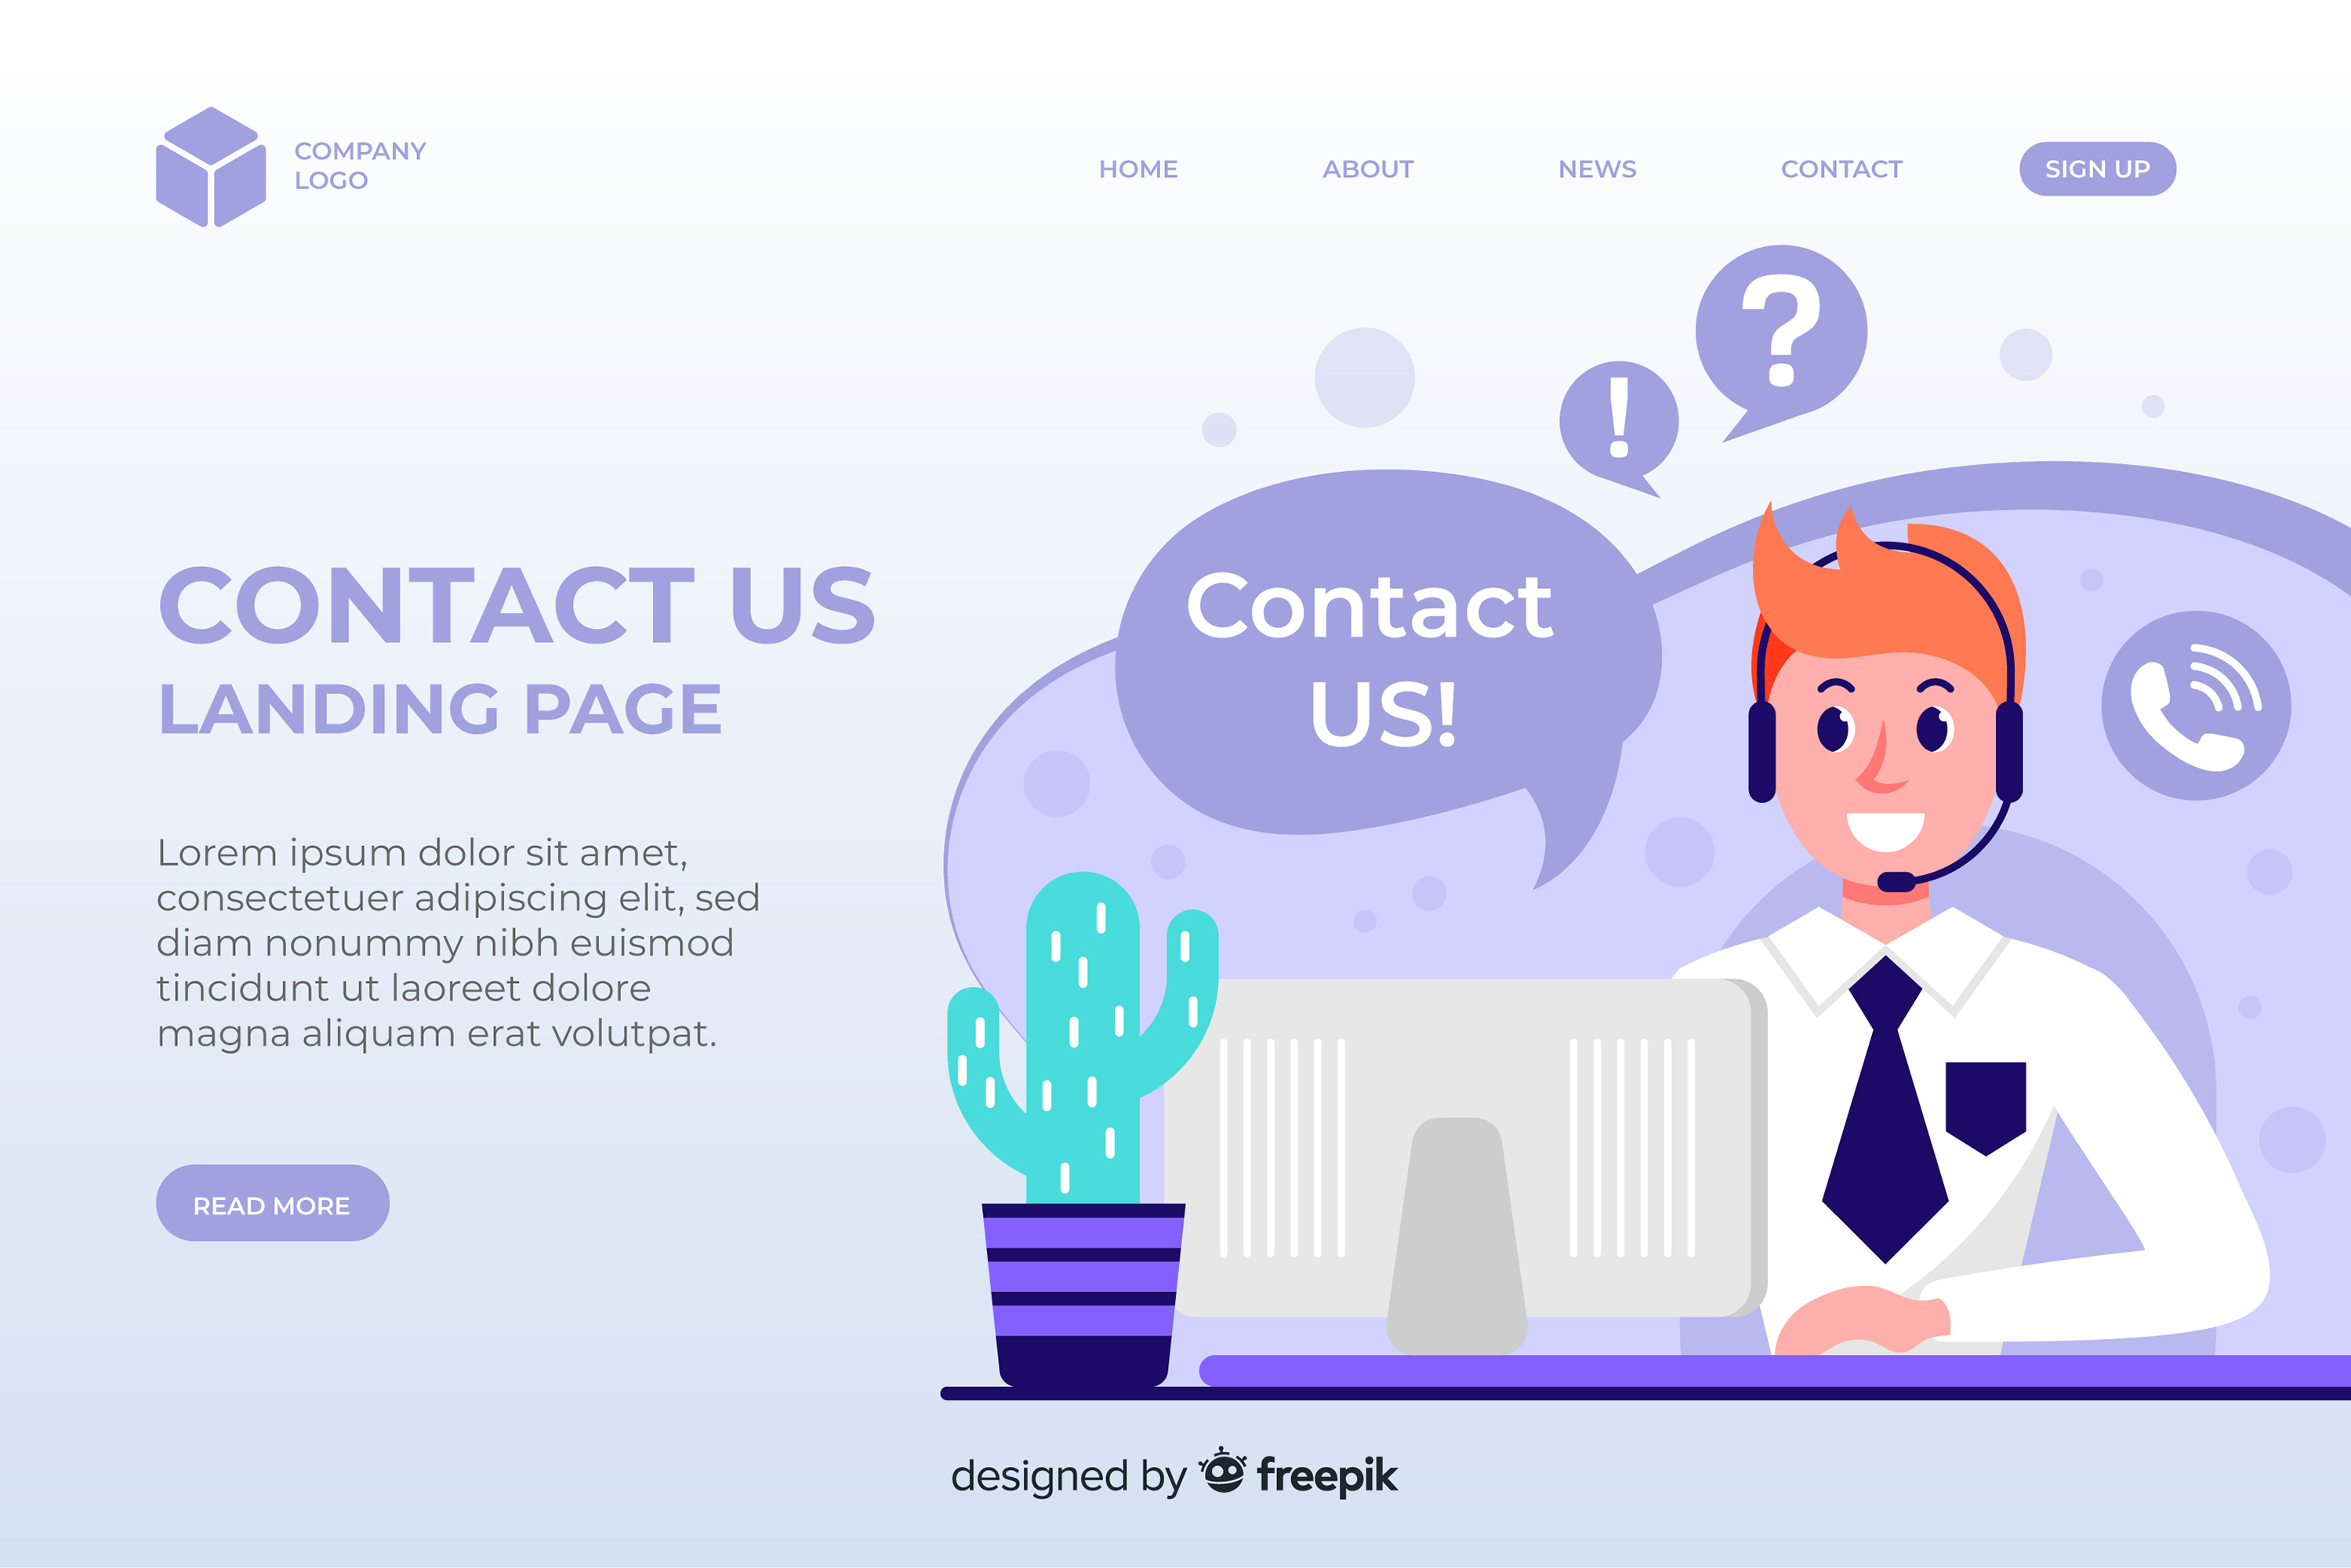 COMPANY
LOGO
HOME ABOUT NEWS CONTACT SIGN UP
?
!
CONTACT US
LANDING PAGE
Contact
US!
Lorem ipsum dolor sit amet,
consectetuer adipiscing elit, sed
diam nonummy nibh euismod
tincidunt ut laoreet dolore
magna aliquam erat volutpat.
READ MORE
designed by freepik